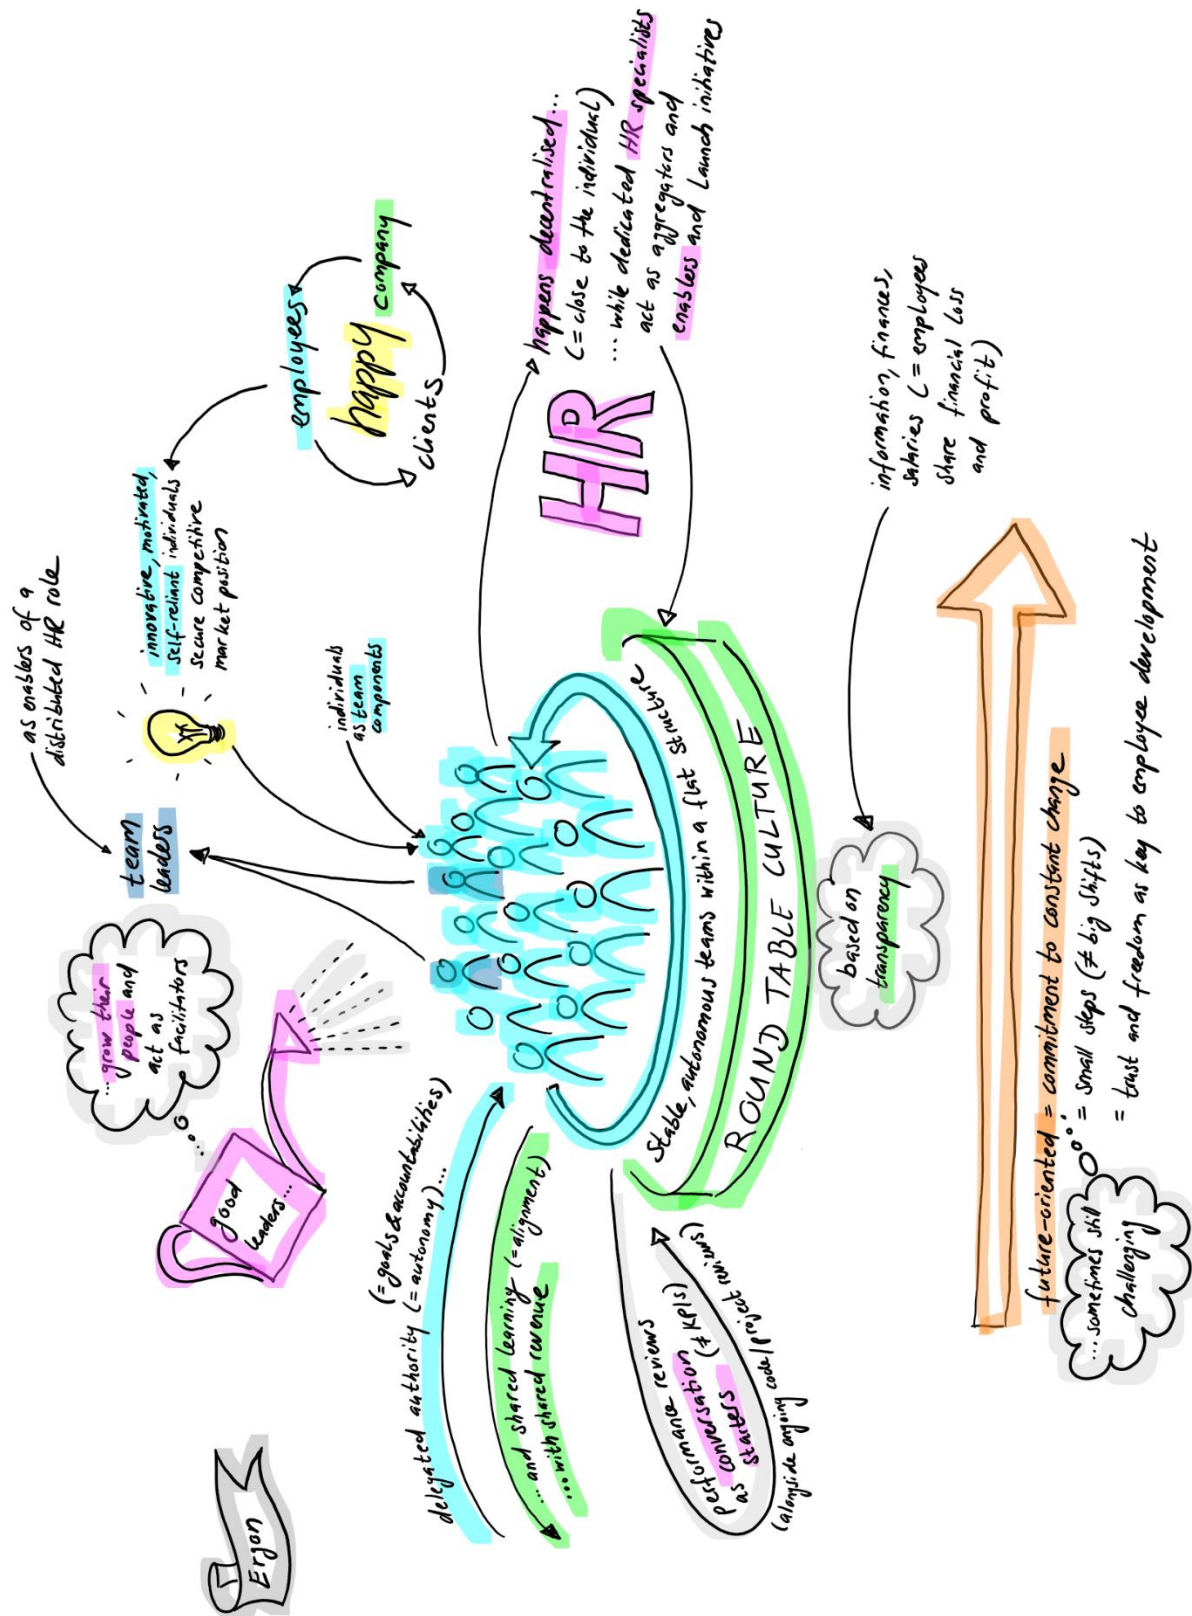 Ergon
good
leaders...
... grow their
people and
act as
facilitators
team
leaders
as enablers of a
distributed HR role
innovative, motivated,
self-reliant individuals
secure competitive
market position
employees
happy
clients
company
individuals
as team
components
(= goals & accountabilities)
delegated authority (= autonomy) ...
... and shared learning (= alignment)
... with shared revenue
happens decentralised ...
(= close to the individual)
... while dedicated HR specialists
act as aggregators and
enablers and launch initiatives
HR
performance reviews
as conversation (≠ KPIs)
starters
(alongside ongoing code/project reviews)
Stable, autonomous teams within a flat structure
ROUND TABLE CULTURE
based on
transparency
information, finances,
salaries (= employees
share financial loss
and profit)
future-oriented = commitment to constant change
= small steps (≠ big shifts)
= trust and freedom as key to employee development
... sometimes still
challenging